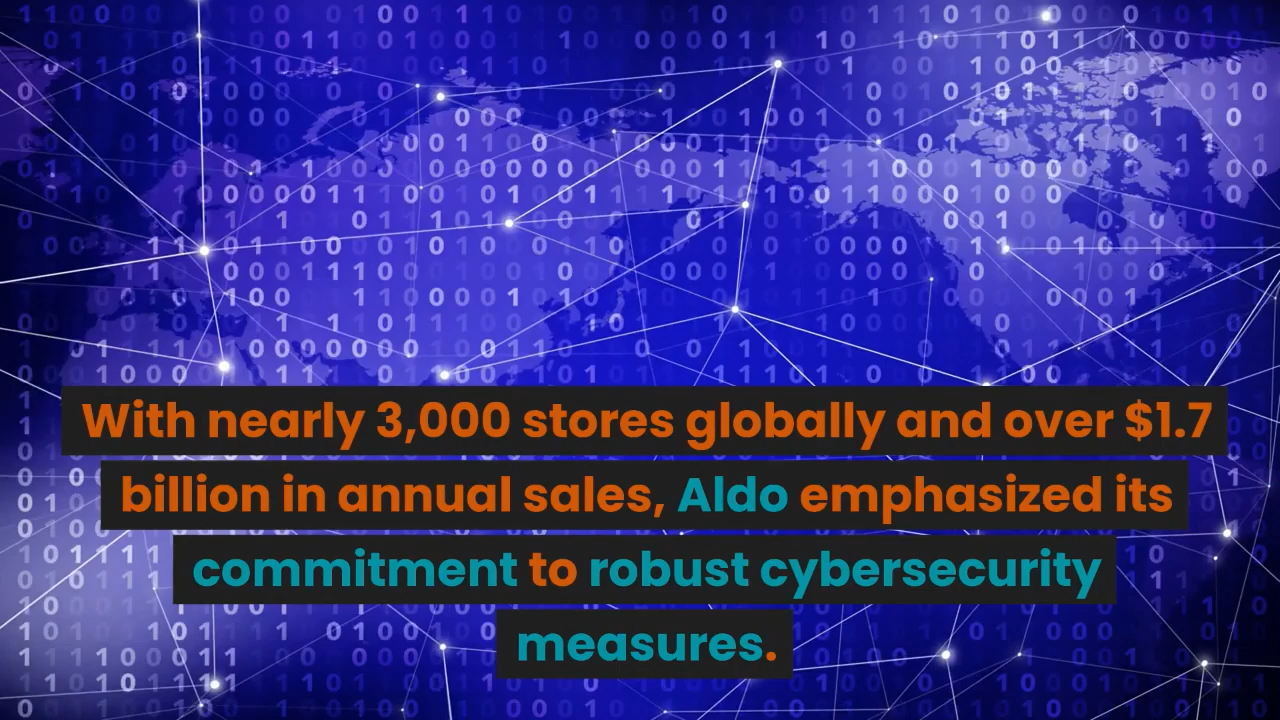 With nearly 3,000 stores globally and over $1.7
billion in annual sales, Aldo emphasized its
commitment to robust cybersecurity
measures.